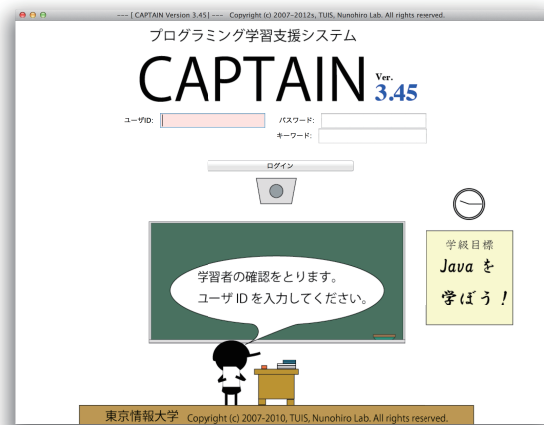 --- [ CAPTAIN Version 3.45] --- Copyright (c) 2007-2012s, TUIS, Nunohiro Lab. All rights reserved.
プログラミング学習支援システム
CAPTAIN Ver. 3.45
ユーザID: パスワード:
キーワード:
ログイン
学級目標
Java を
学ぼう！
学習者の確認をとります。
ユーザ ID を入力してください。
東京情報大学 Copyright (c) 2007-2010, TUIS, Nunohiro Lab. All rights reserved.